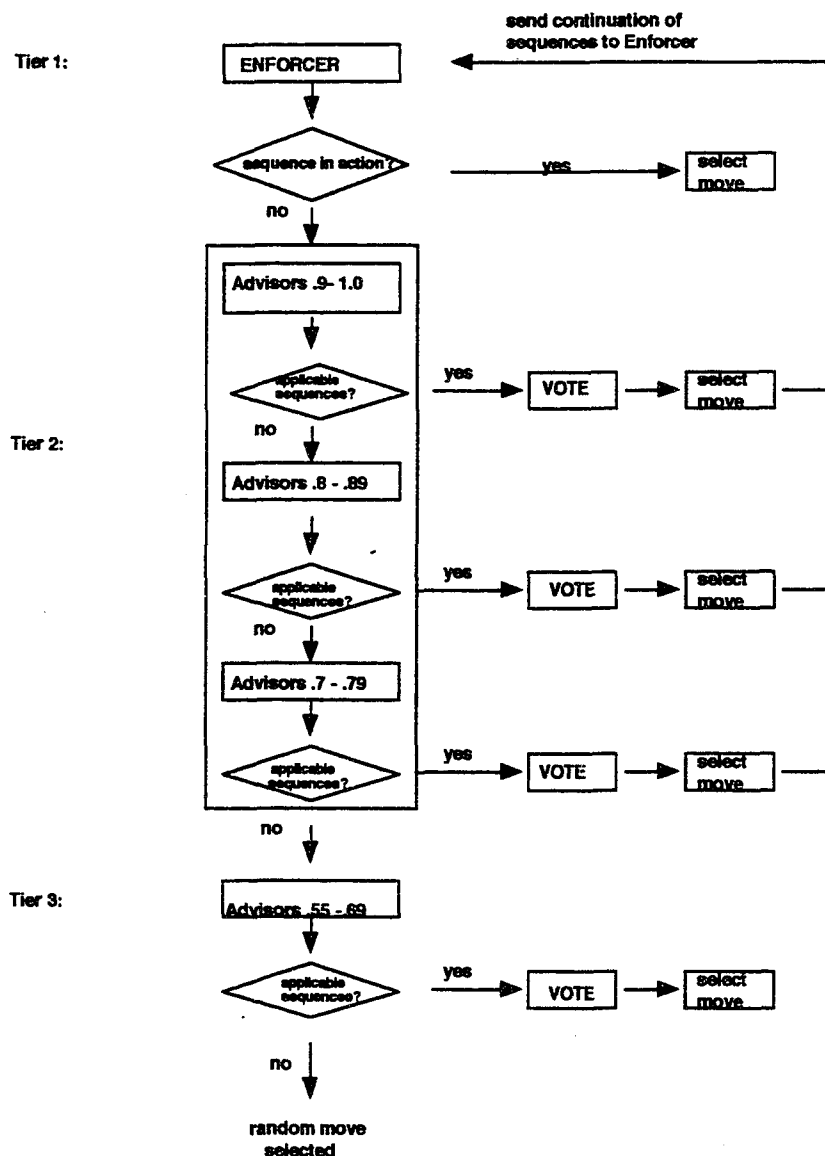 send continuation of
sequences to Enforcer
Tier 1:
ENFORCER
sequence in action?
yes
select
move
no
Advisors .9- 1.0
applicable
sequences?
yes
VOTE
select
move
no
Tier 2:
Advisors .8 - .89
applicable
sequences?
yes
VOTE
select
move
no
Advisors .7 - .79
applicable
sequences?
yes
VOTE
select
move
no
Tier 3:
Advisors .55 - .69
applicable
sequences?
yes
VOTE
select
move
no
random move
selected